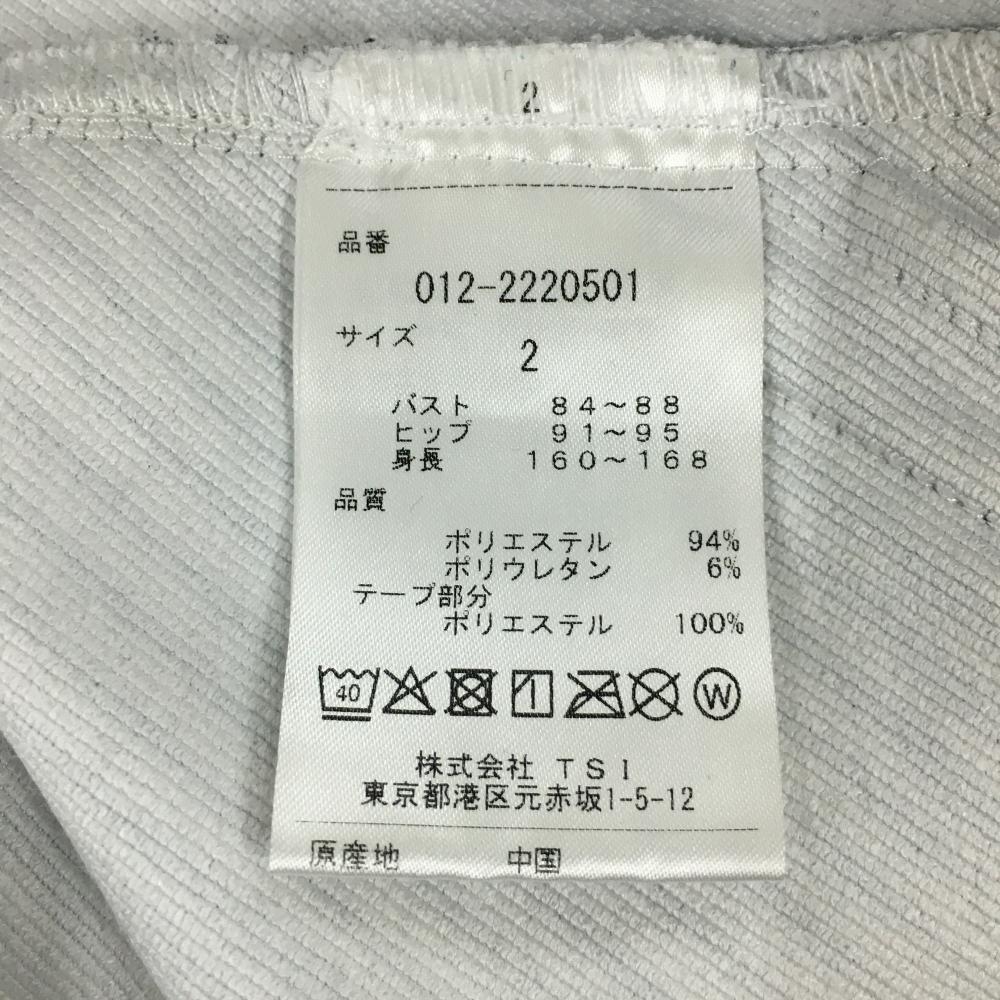 2
品番
012-2220501
サイズ
2
バスト 84～88
ヒップ 91～95
身長 160～168
品質
ポリエステル 94%
ポリウレタン 6%
テープ部分
ポリエステル 100%
40 W
株式会社 TSI
東京都港区元赤坂1-5-12
原産地 中国